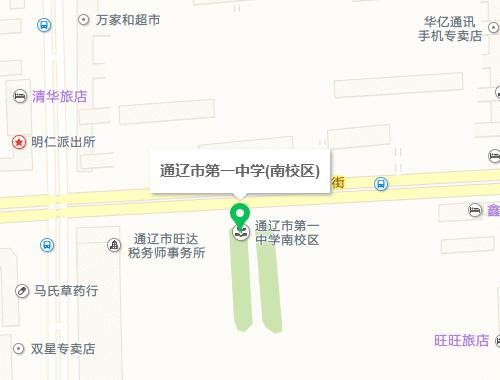 万家和超市
华亿通讯
手机专卖店
清华旅店
明仁派出所
通辽市第一中学(南校区)
街
鑫
通辽市第一
中学南校区
通辽市旺达
税务师事务所
马氏草药行
旺旺旅店
双星专卖店